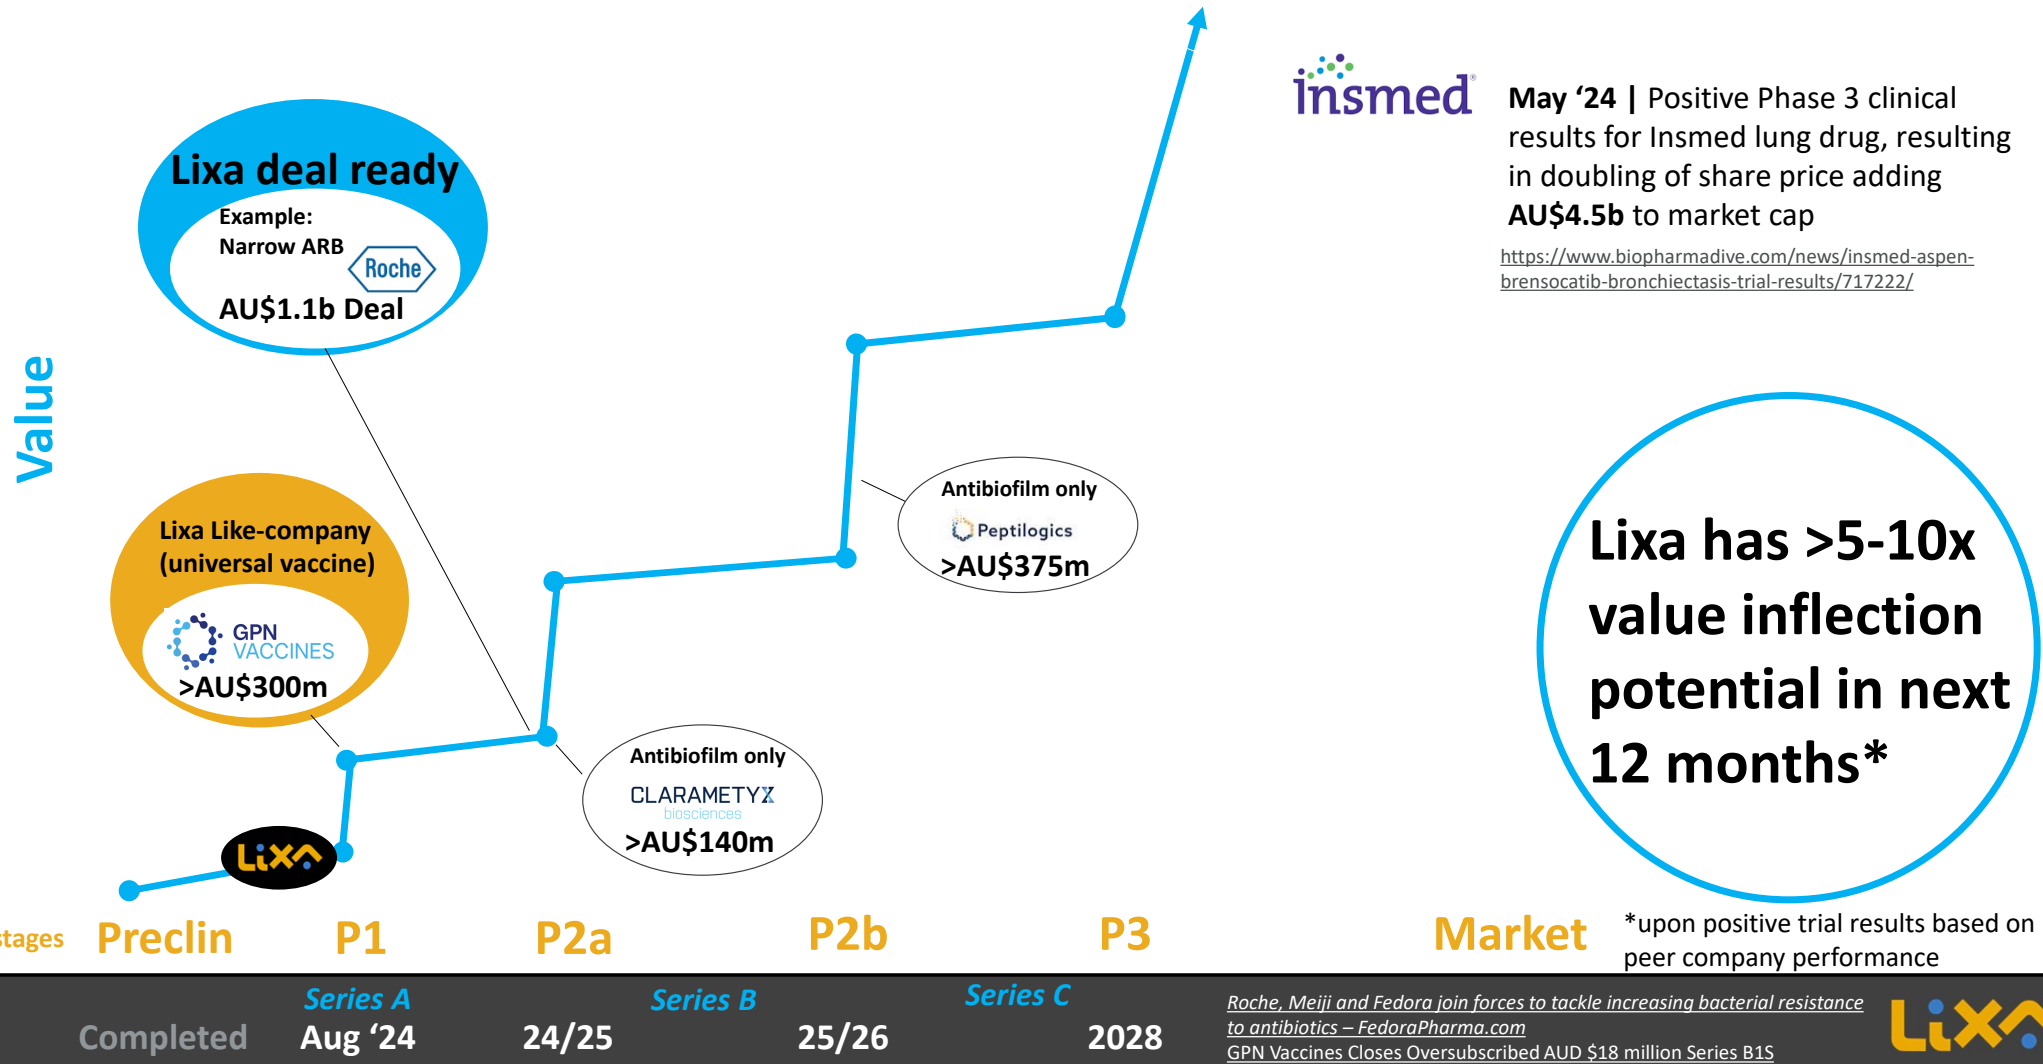 insmed
May ‘24 | Positive Phase 3 clinical
results for Insmed lung drug, resulting
in doubling of share price adding
AU$4.5b to market cap
https://www.biopharmadive.com/news/insmed-aspen-
brensocatib-bronchiectasis-trial-results/717222/
Lixa deal ready
Example:
Narrow ARB
Roche
AU$1.1b Deal
Value
Lixa Like-company
(universal vaccine)
GPN
VACCINES
>AU$300m
Antibiofilm only
Peptilogics
>AU$375m
Antibiofilm only
CLARAMETYX
biosciences
>AU$140m
Lixa has >5-10x
value inflection
potential in next
12 months*
LiXA
stages
Preclin
P1
P2a
P2b
P3
Market
*upon positive trial results based on
peer company performance
Series A
Series B
Series C
Completed
Aug ‘24
24/25
25/26
2028
Roche, Meiji and Fedora join forces to tackle increasing bacterial resistance
to antibiotics – FedoraPharma.com
GPN Vaccines Closes Oversubscribed AUD $18 million Series B1S
LiXA